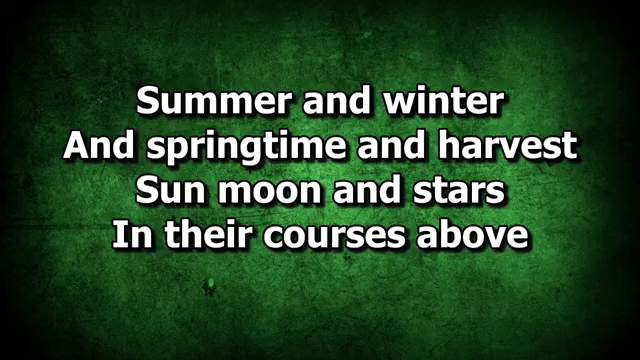 Summer and winter
And springtime and harvest
Sun moon and stars
In their courses above